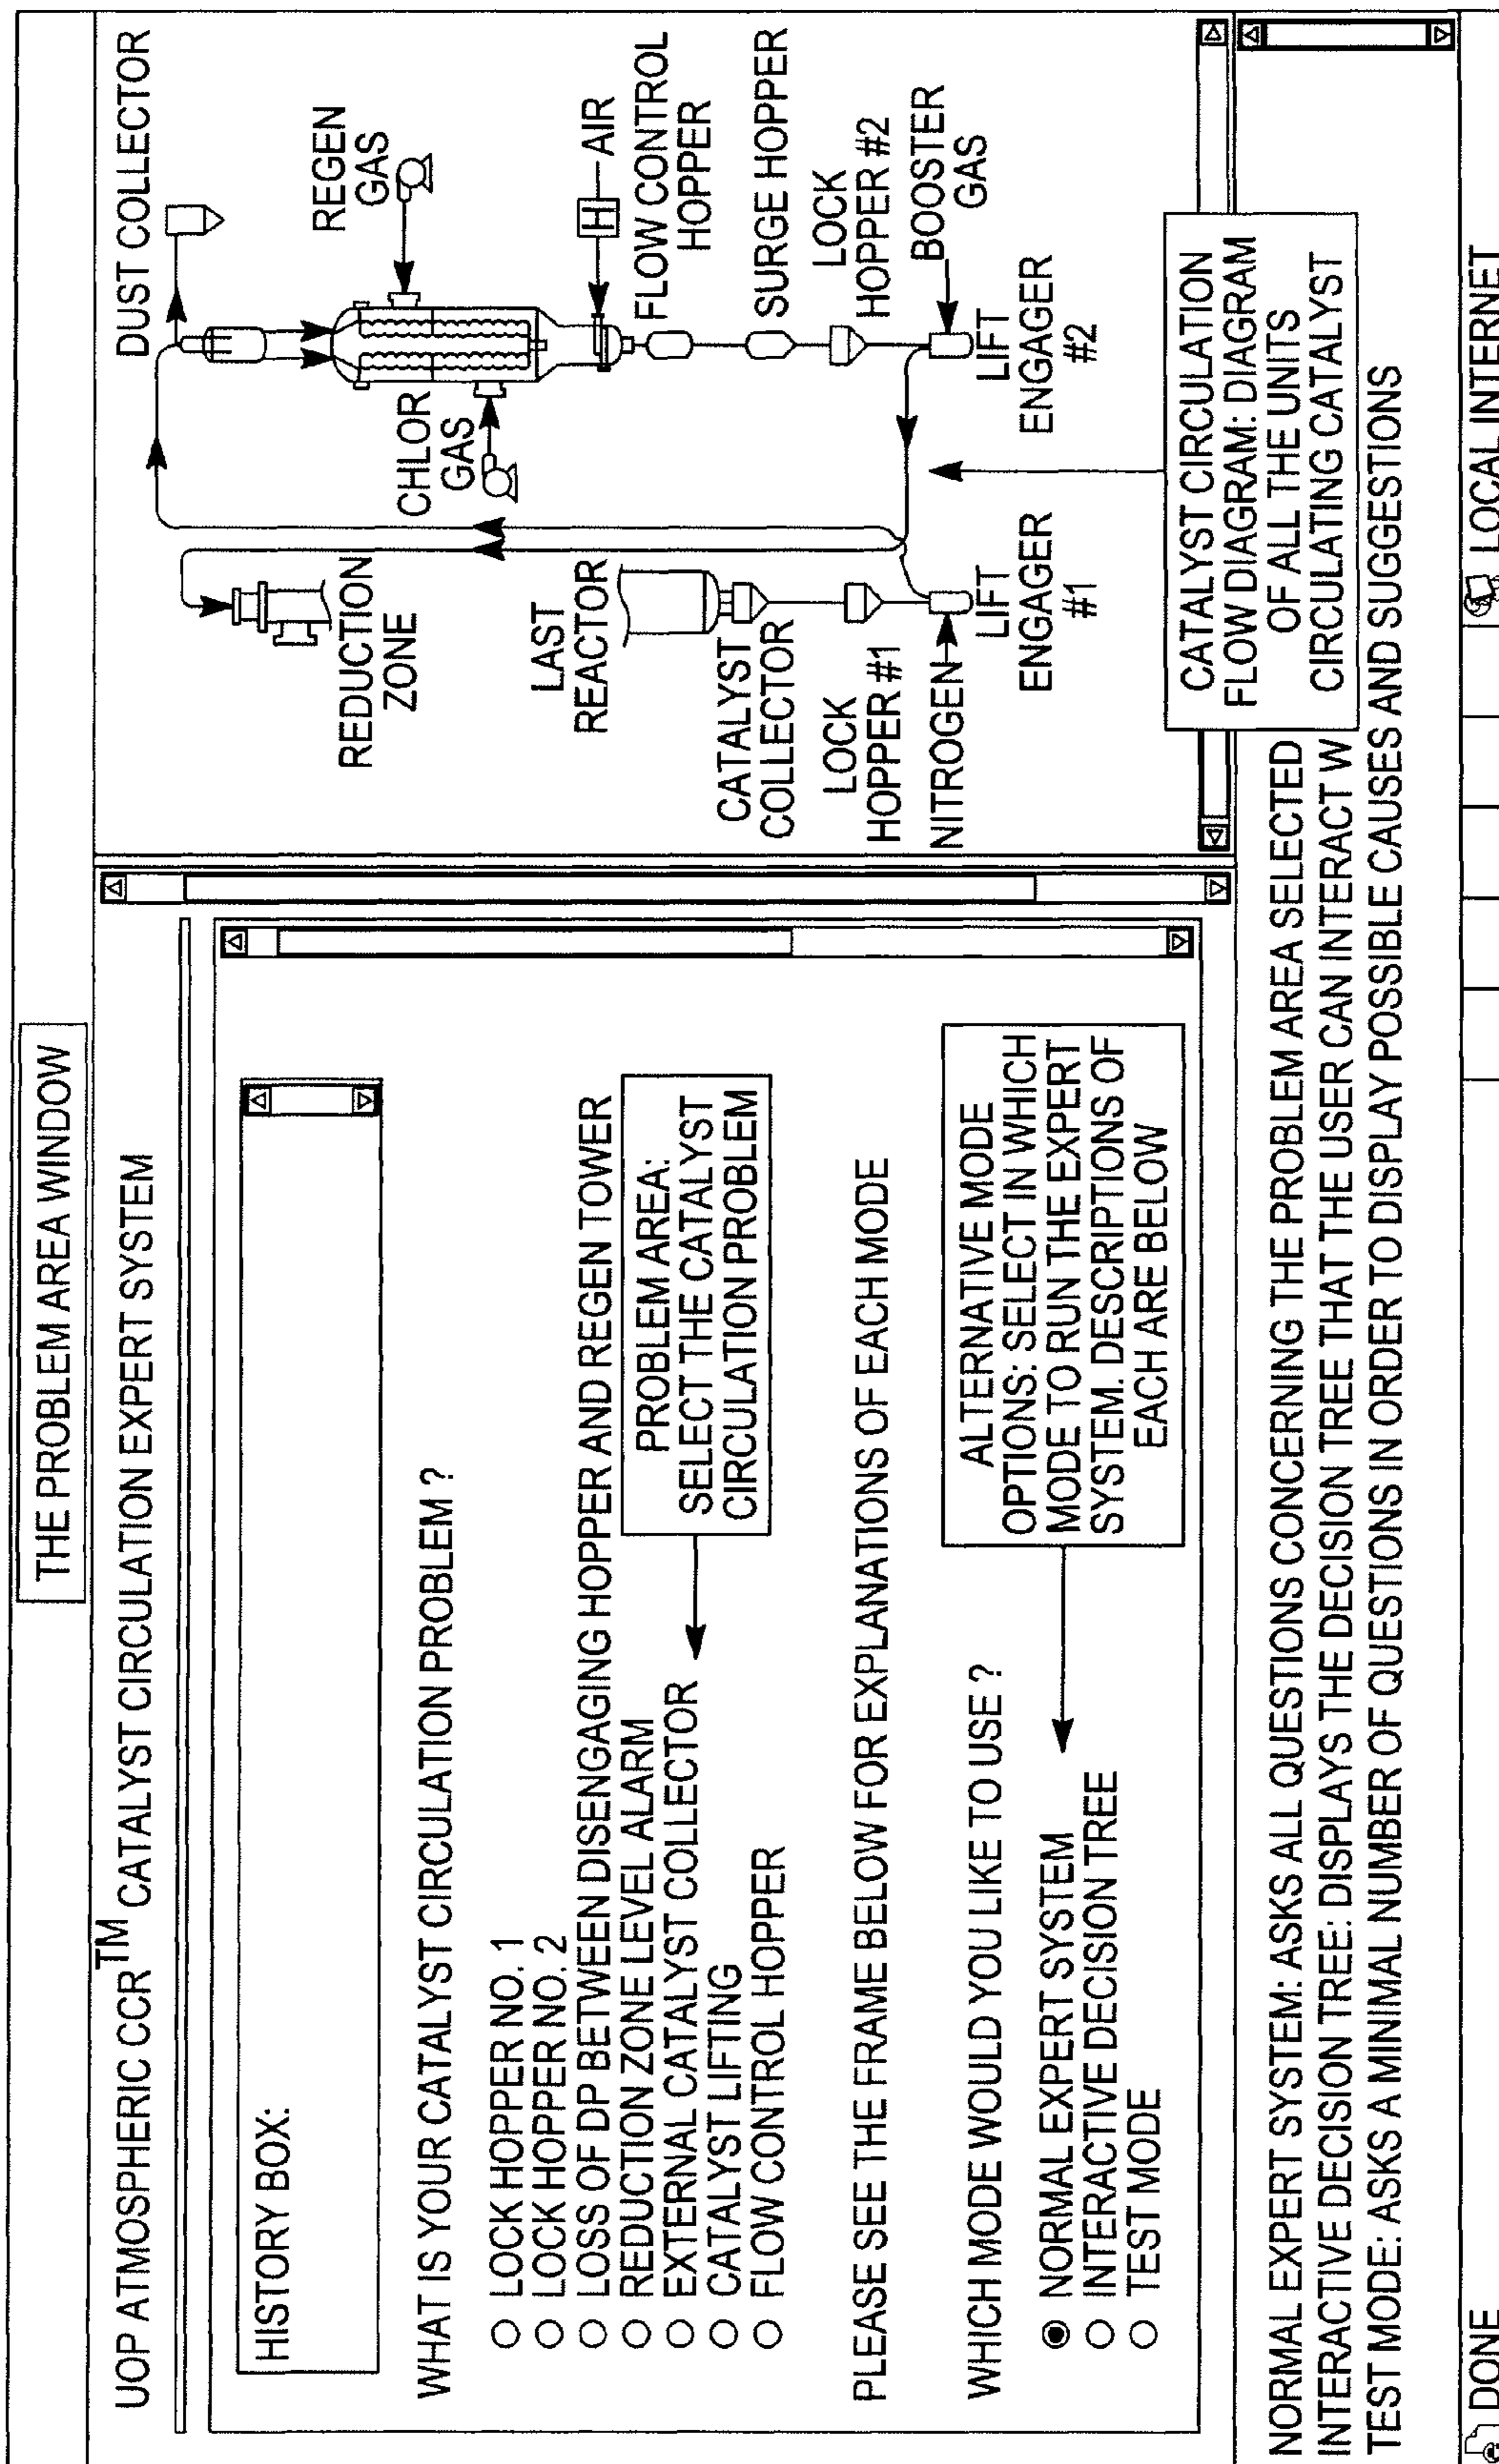 THE PROBLEM AREA WINDOW
UOP ATMOSPHERIC CCR™ CATALYST CIRCULATION EXPERT SYSTEM
HISTORY BOX:
WHAT IS YOUR CATALYST CIRCULATION PROBLEM ?
LOCK HOPPER NO. 1
LOCK HOPPER NO. 2
LOSS OF DP BETWEEN DISENGAGING HOPPER AND REGEN TOWER
REDUCTION ZONE LEVEL ALARM
EXTERNAL CATALYST COLLECTOR
CATALYST LIFTING
FLOW CONTROL HOPPER
PROBLEM AREA:
SELECT THE CATALYST
CIRCULATION PROBLEM
PLEASE SEE THE FRAME BELOW FOR EXPLANATIONS OF EACH MODE
WHICH MODE WOULD YOU LIKE TO USE ?
NORMAL EXPERT SYSTEM
INTERACTIVE DECISION TREE
TEST MODE
ALTERNATIVE MODE
OPTIONS: SELECT IN WHICH
MODE TO RUN THE EXPERT
SYSTEM. DESCRIPTIONS OF
EACH ARE BELOW
DUST COLLECTOR
REGEN
GAS
CHLOR
GAS
H
AIR
FLOW CONTROL
HOPPER
SURGE HOPPER
LOCK
HOPPER #2
BOOSTER
GAS
LIFT
ENGAGER
#2
REDUCTION
ZONE
LAST
REACTOR
CATALYST
COLLECTOR
LOCK
HOPPER #1
NITROGEN
LIFT
ENGAGER
#1
CATALYST CIRCULATION
FLOW DIAGRAM: DIAGRAM
OF ALL THE UNITS
CIRCULATING CATALYST
NORMAL EXPERT SYSTEM: ASKS ALL QUESTIONS CONCERNING THE PROBLEM AREA SELECTED
INTERACTIVE DECISION TREE: DISPLAYS THE DECISION TREE THAT THE USER CAN INTERACT W
TEST MODE: ASKS A MINIMAL NUMBER OF QUESTIONS IN ORDER TO DISPLAY POSSIBLE CAUSES AND SUGGESTIONS
DONE
LOCAL INTERNET